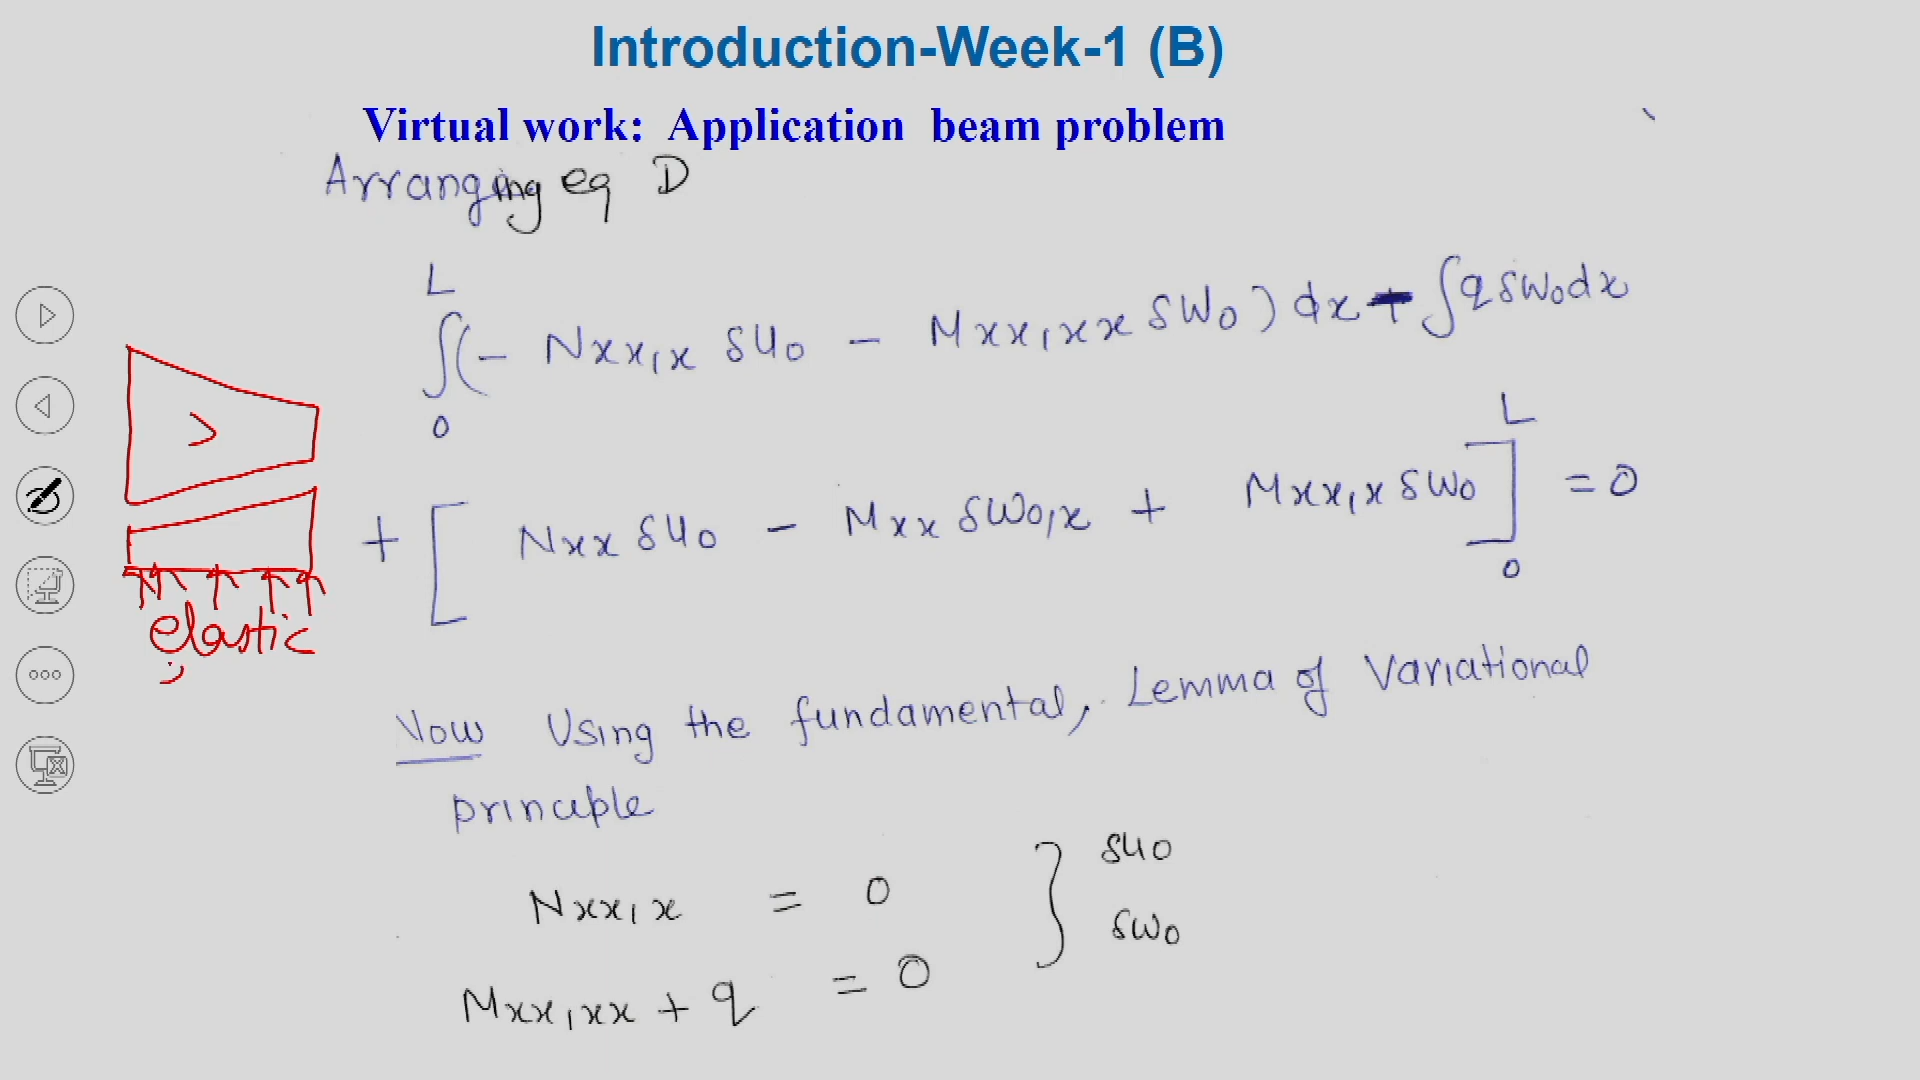 Introduction-Week-1 (B)
Virtual work: Application beam problem
Arranging eq D
L
∫(- Nxx,x δu0 - Mxx,xx δw0) dx + ∫q δw0 dx
0
L
+ [ Nxx δu0 - Mxx δw0,x + Mxx,x δw0 ] = 0
0
elastic
Now Using the fundamental, Lemma of Variational
principle
Nxx,x = 0 } δu0
δw0
Mxx,xx + q = 0